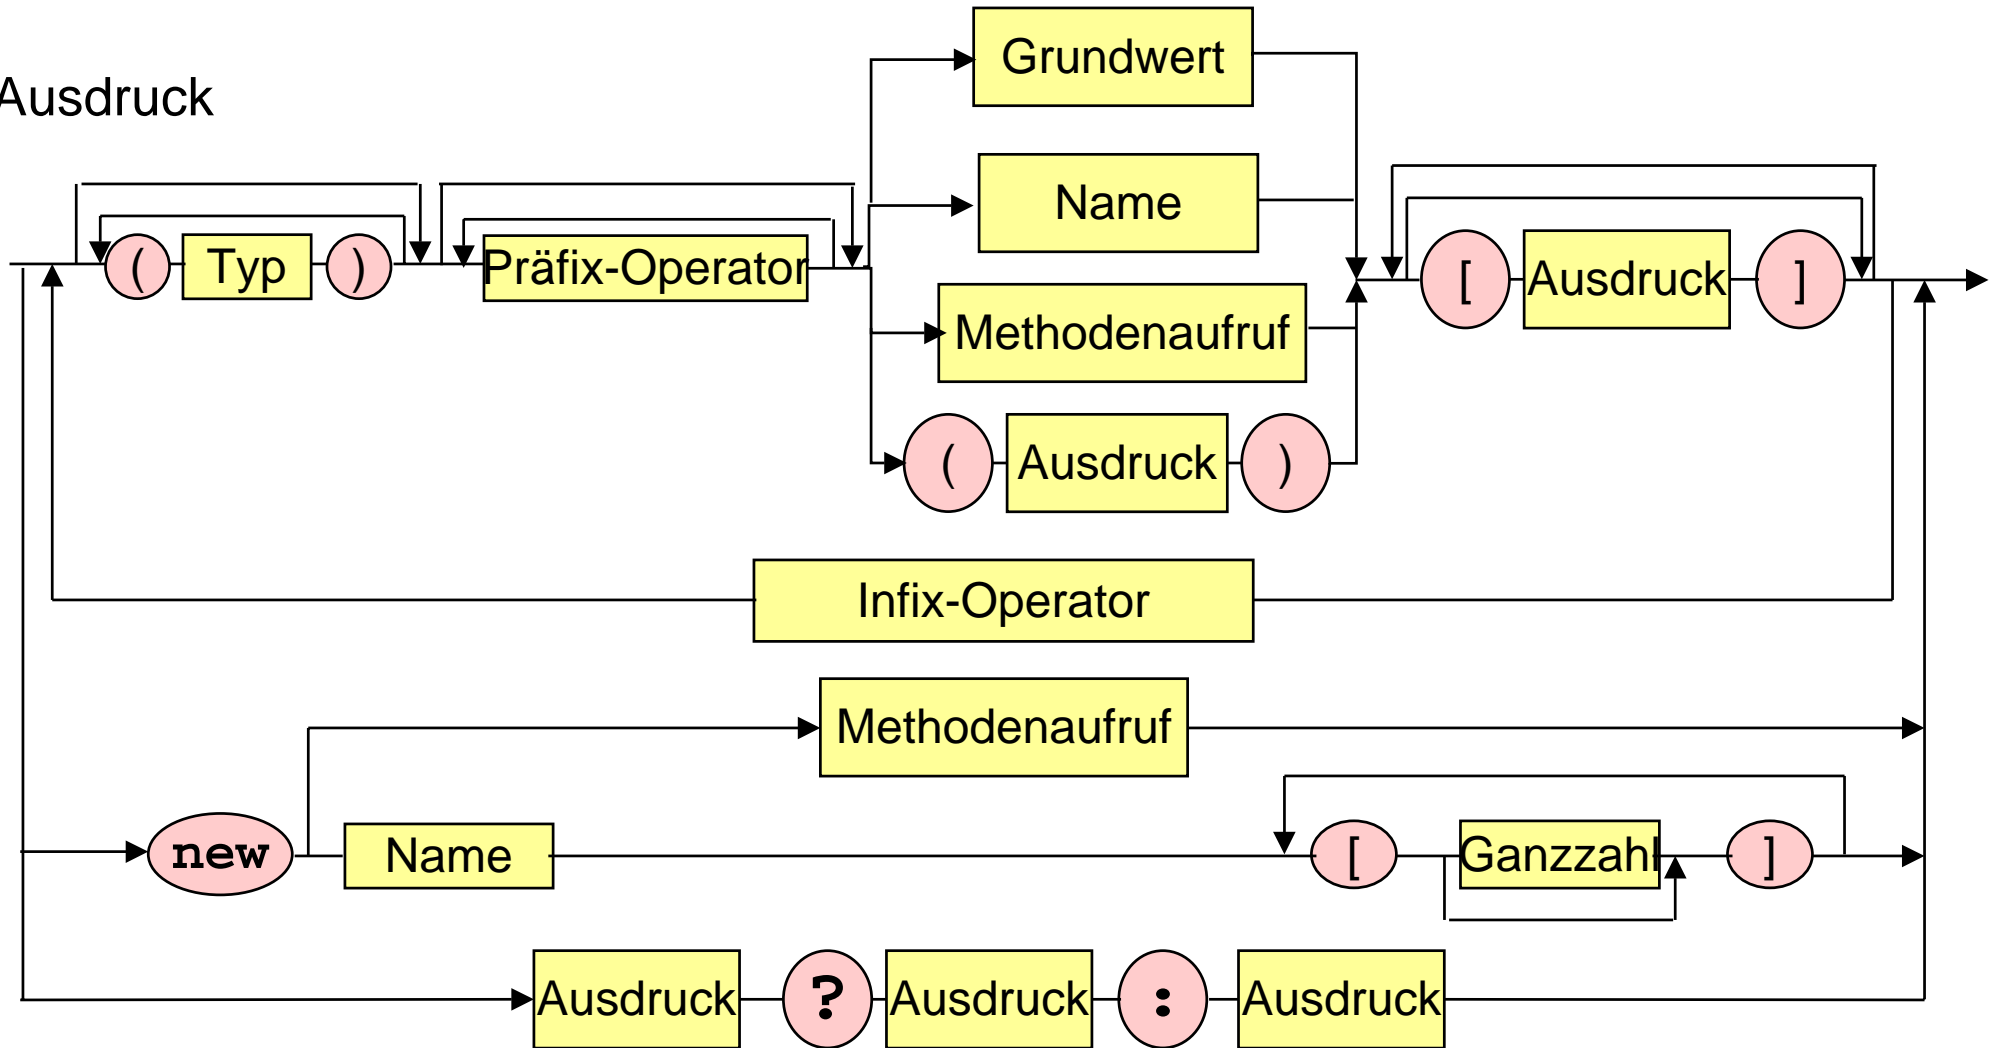 Ausdruck
Grundwert
Name
( Typ ) Präfix-Operator
[ Ausdruck ]
Methodenaufruf
( Ausdruck )
Infix-Operator
Methodenaufruf
new Name [ Ganzzahl ]
Ausdruck ? Ausdruck : Ausdruck